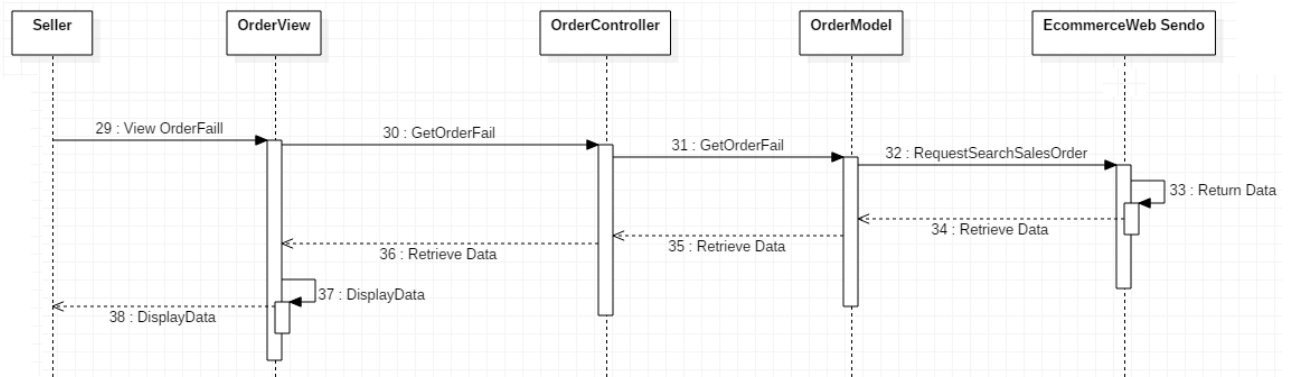 Seller
OrderView
OrderController
OrderModel
EcommerceWeb Sendo
29 : View OrderFaill
30 : GetOrderFail
31 : GetOrderFail
32 : RequestSearchSalesOrder
33 : Return Data
34 : Retrieve Data
35 : Retrieve Data
36 : Retrieve Data
37 : DisplayData
38 : DisplayData